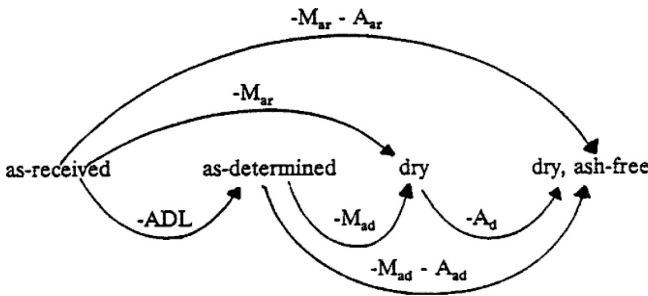 -Mar - Aar
-Mar
as-received as-determined dry dry, ash-free
-ADL -Mad -Ad
-Mad - Aad